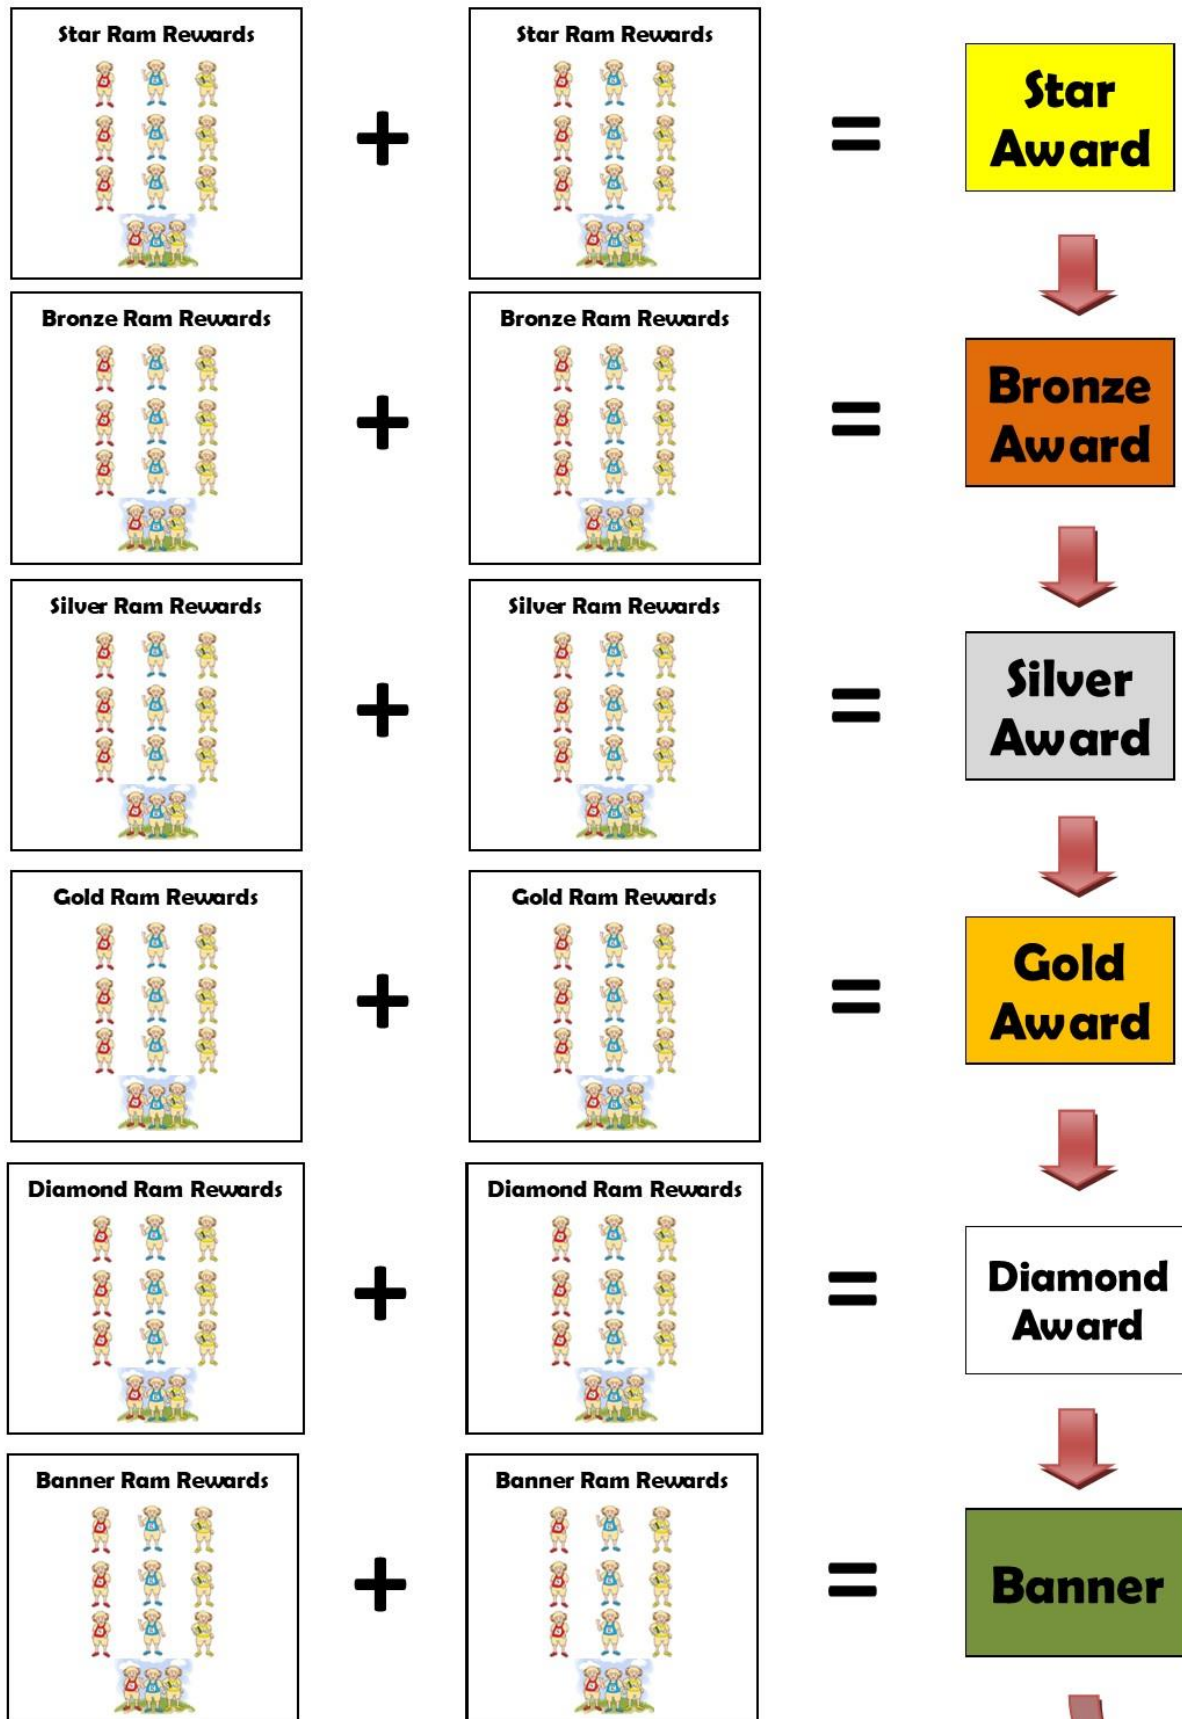 Star Ram Rewards
+
Star Ram Rewards
=
Star
Award
Bronze Ram Rewards
+
Bronze Ram Rewards
=
Bronze
Award
Silver Ram Rewards
+
Silver Ram Rewards
=
Silver
Award
Gold Ram Rewards
+
Gold Ram Rewards
=
Gold
Award
Diamond Ram Rewards
+
Diamond Ram Rewards
=
Diamond
Award
Banner Ram Rewards
+
Banner Ram Rewards
=
Banner